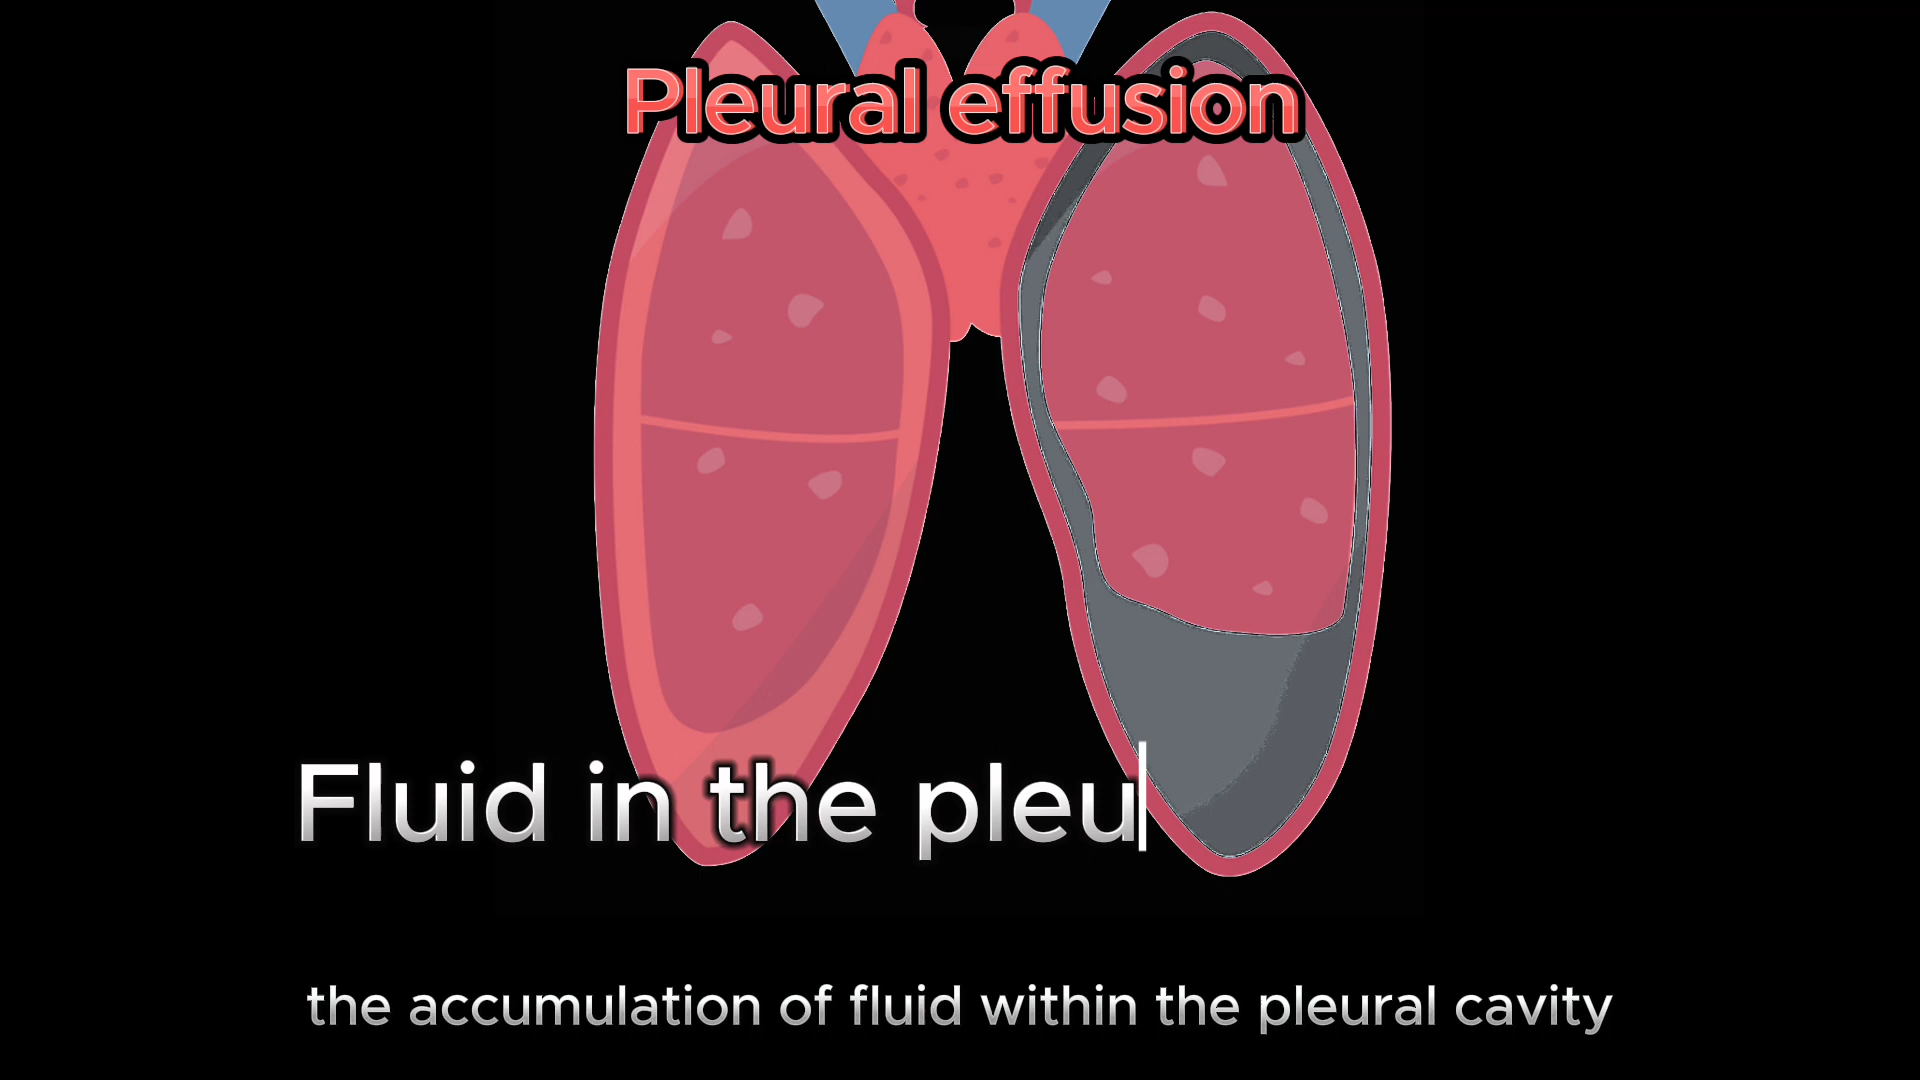 Pleural effusion
Fluid in the pleu
the accumulation of fluid within the pleural cavity